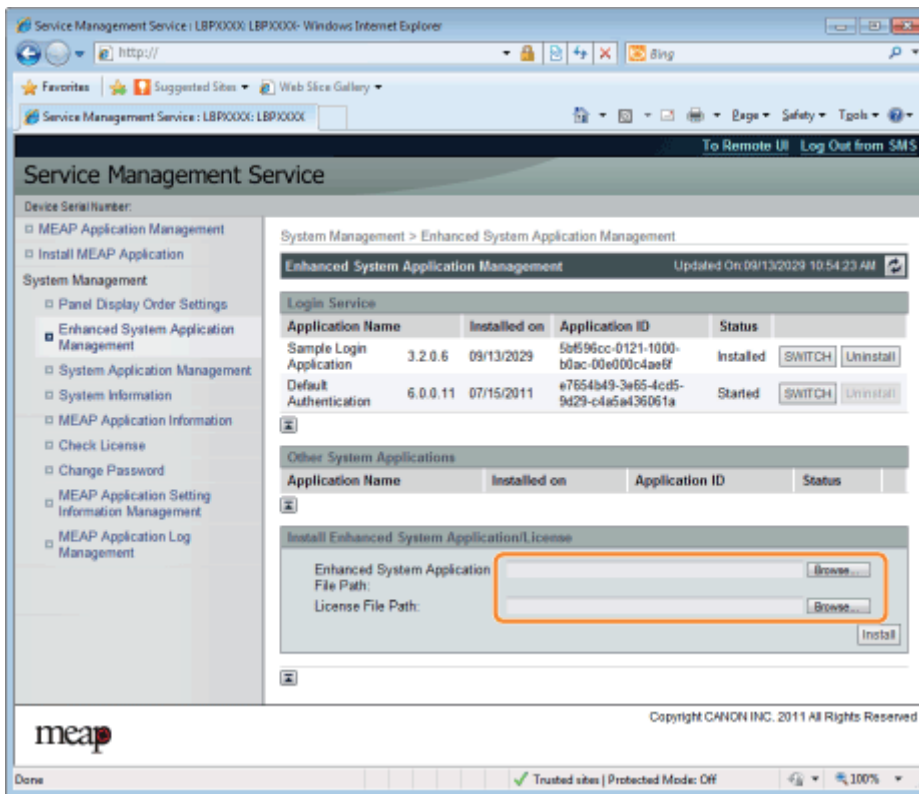 Service Management Service : LBPXXXX: LBPXXXX- Windows Internet Explorer
http://
Bing
Favorites Suggested Sites Web Slice Gallery
Service Management Service : LBPXXXX: LBPXXXX
Page Safety Tools
To Remote UI Log Out from SMS
Service Management Service
Device Serial Number:
MEAP Application Management
Install MEAP Application
System Management
Panel Display Order Settings
Enhanced System Application
Management
System Application Management
System Information
MEAP Application Information
Check License
Change Password
MEAP Application Setting
Information Management
MEAP Application Log
Management
System Management > Enhanced System Application Management
Enhanced System Application Management Updated On:09/13/2029 10:54:23 AM
Login Service
Application Name Installed on Application ID Status
Sample Login
Application 3.2.0.6 09/13/2029 5bf596cc-0121-1000-
b0ac-00e000c4ae6f Installed SWITCH Uninstall
Default
Authentication 6.0.0.11 07/15/2011 e7654b49-3e65-4cd5-
9d29-c4a5a436061a Started SWITCH Uninstall
Other System Applications
Application Name Installed on Application ID Status
Install Enhanced System Application/License
Enhanced System Application
File Path: Browse...
License File Path: Browse...
Install
Copyright CANON INC. 2011 All Rights Reserved
meap
Done Trusted sites | Protected Mode: Off 100%